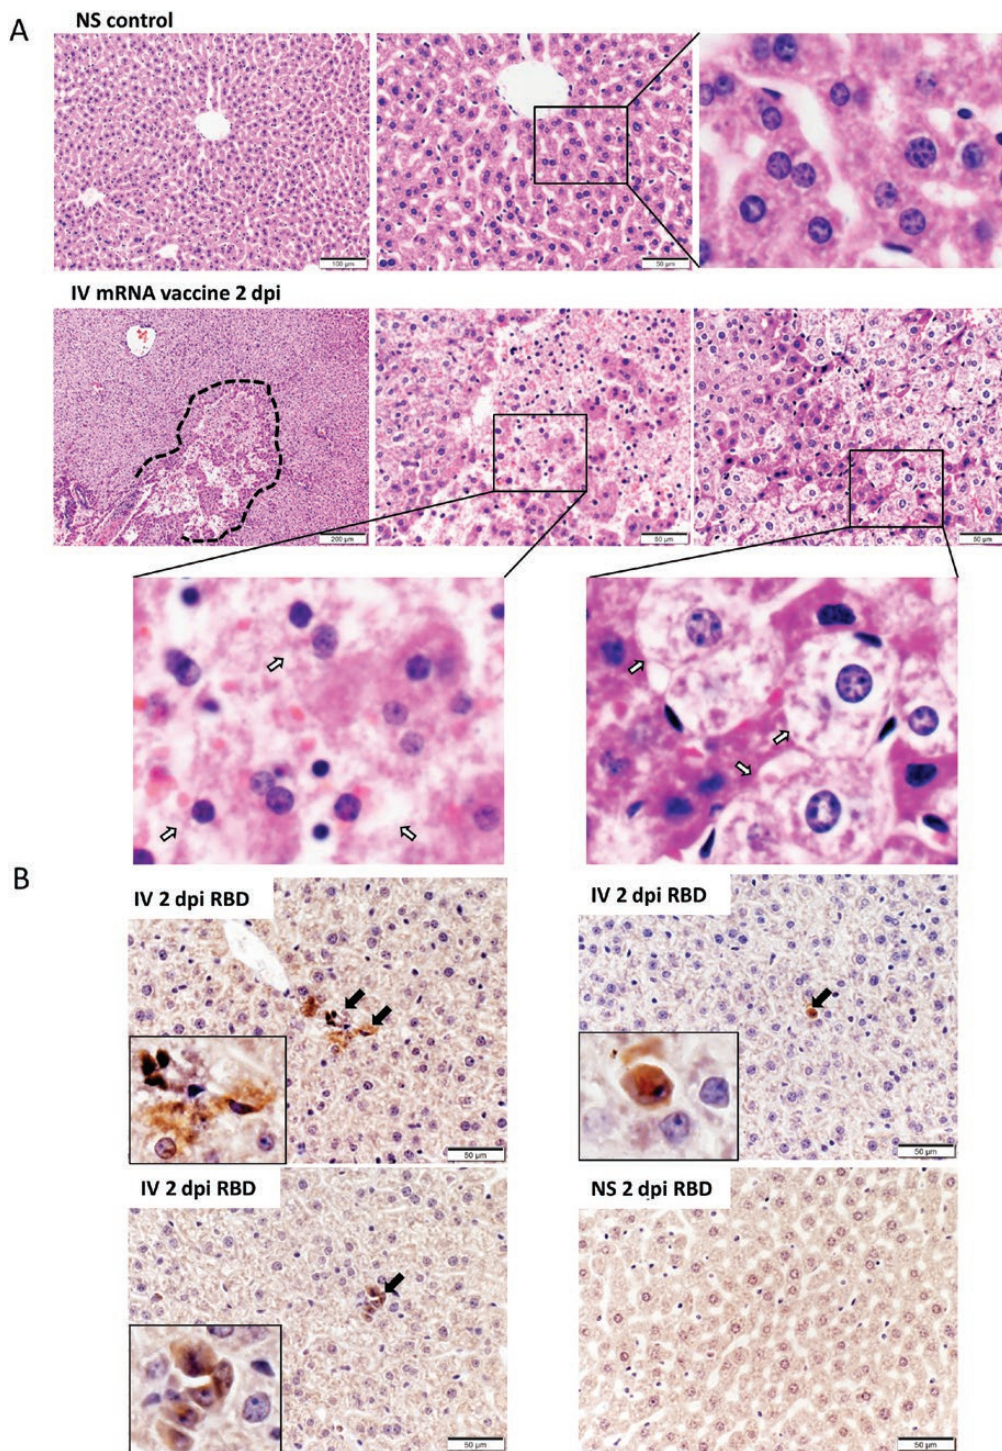 A
NS control
100 µm
50 µm
IV mRNA vaccine 2 dpi
200 µm
50 µm
50 µm
B
IV 2 dpi RBD
50 µm
IV 2 dpi RBD
50 µm
IV 2 dpi RBD
50 µm
NS 2 dpi RBD
50 µm